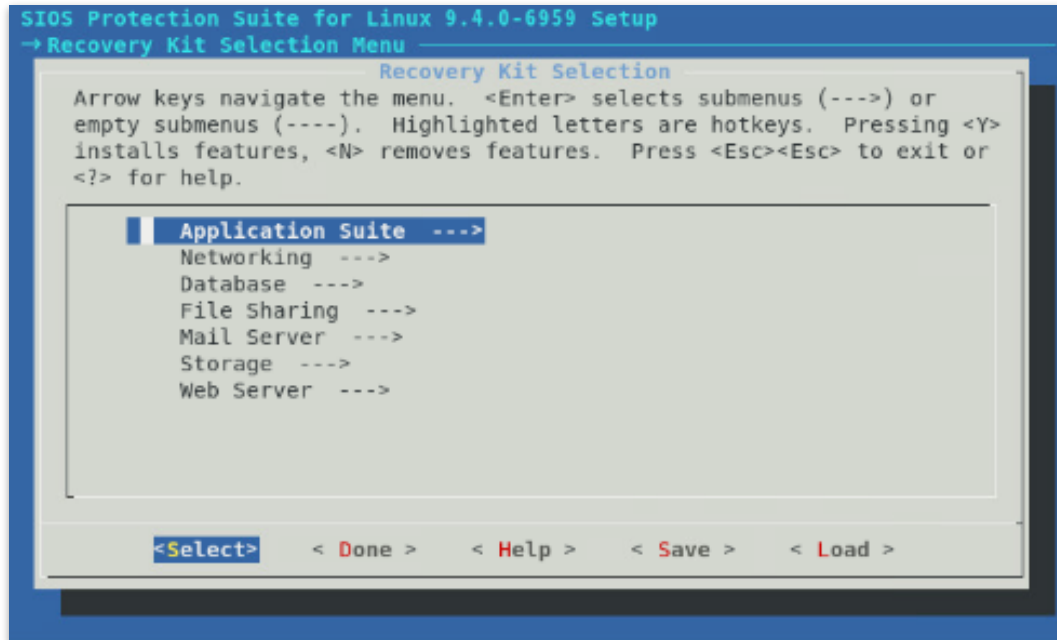 SIOS Protection Suite for Linux 9.4.0-6959 Setup
→ Recovery Kit Selection Menu
Recovery Kit Selection
Arrow keys navigate the menu.  <Enter> selects submenus (--->) or
empty submenus (----).  Highlighted letters are hotkeys.  Pressing <Y>
installs features, <N> removes features.  Press <Esc><Esc> to exit or
<?> for help.
Application Suite  --->
Networking  --->
Database  --->
File Sharing  --->
Mail Server  --->
Storage  --->
Web Server  --->
<Select>    < Done >    < Help >    < Save >    < Load >